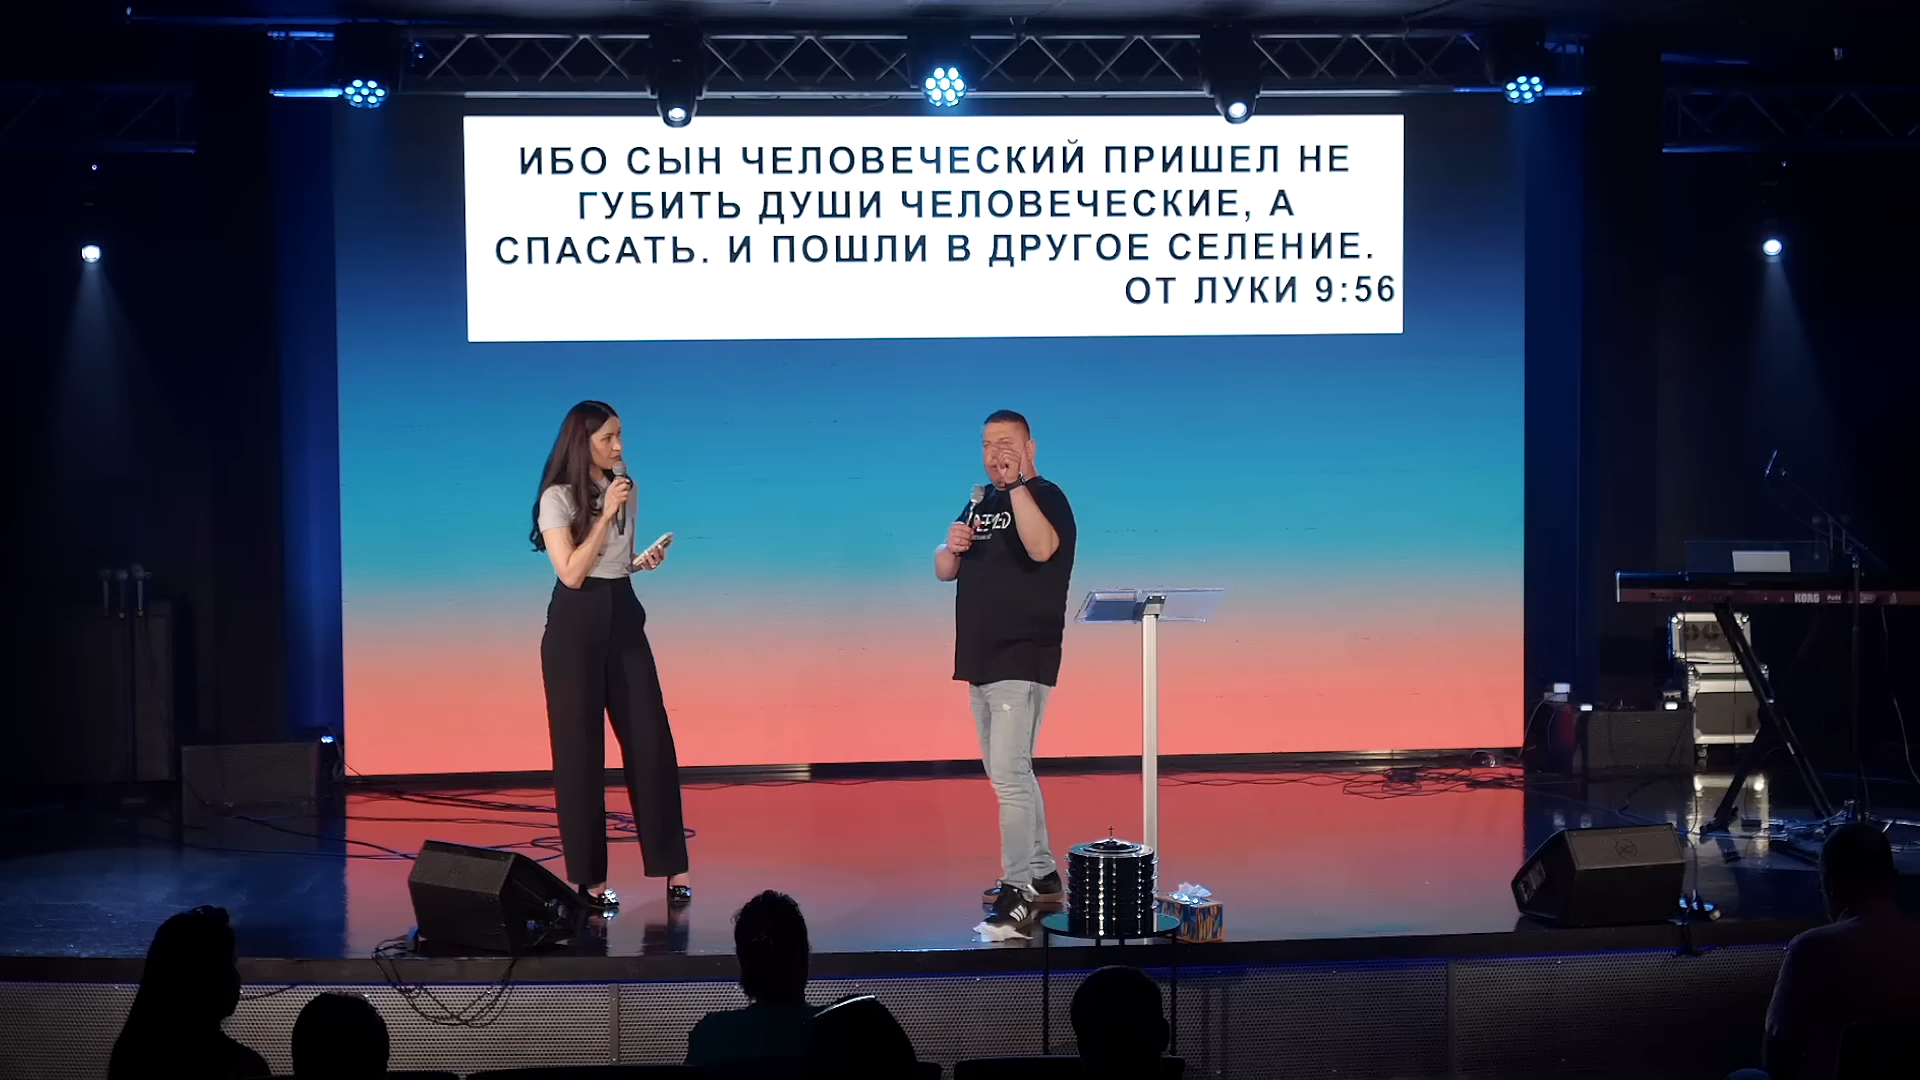 ИБО СЫН ЧЕЛОВЕЧЕСКИЙ ПРИШЕЛ НЕ
ГУБИТЬ ДУШИ ЧЕЛОВЕЧЕСКИЕ, А
СПАСАТЬ. И ПОШЛИ В ДРУГОЕ СЕЛЕНИЕ.
ОТ ЛУКИ 9:56
KORG